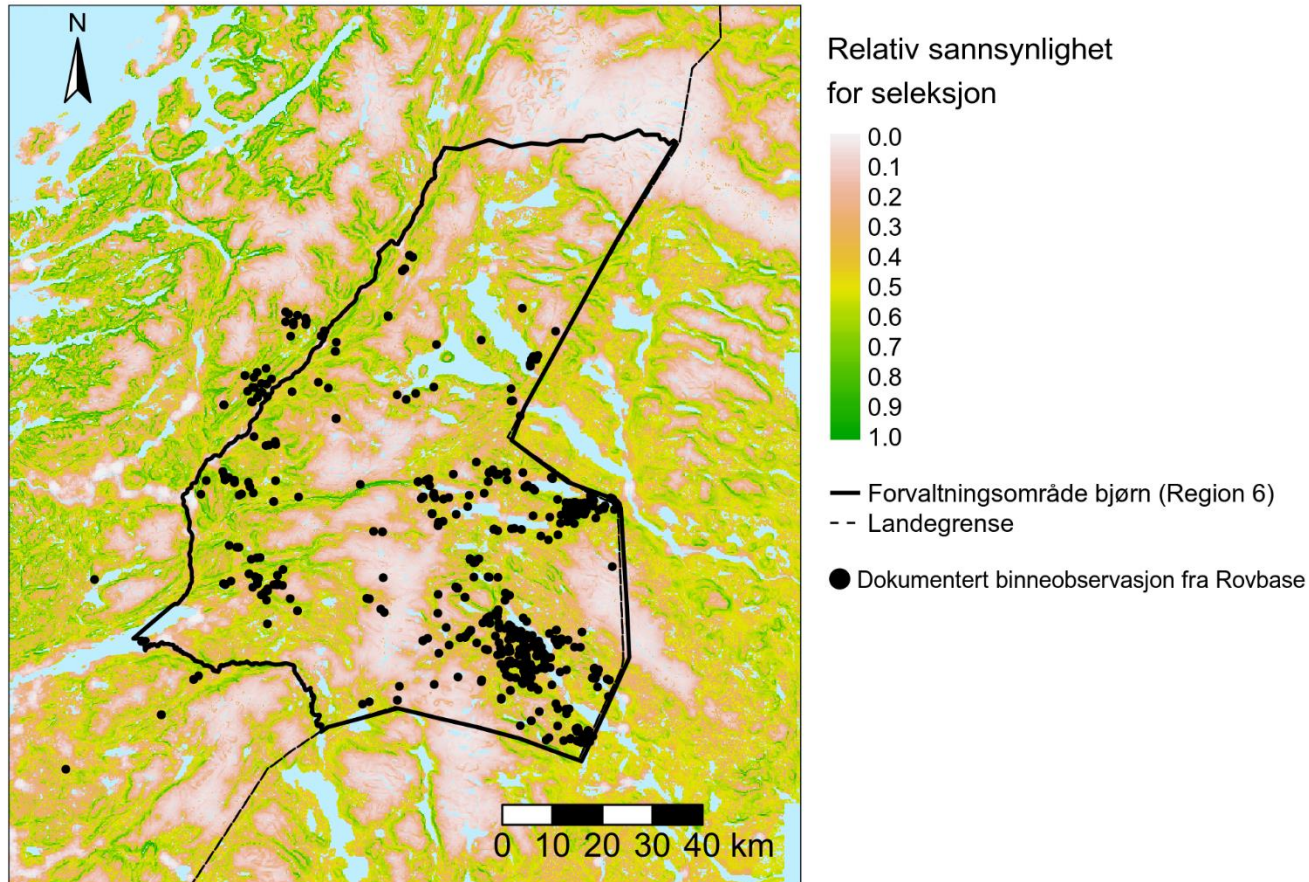 N
Relativ sannsynlighet
for seleksjon
0.0
0.1
0.2
0.3
0.4
0.5
0.6
0.7
0.8
0.9
1.0
Forvaltningsområde bjørn (Region 6)
Landegrense
Dokumentert binneobservasjon fra Rovbase
0 10 20 30 40 km